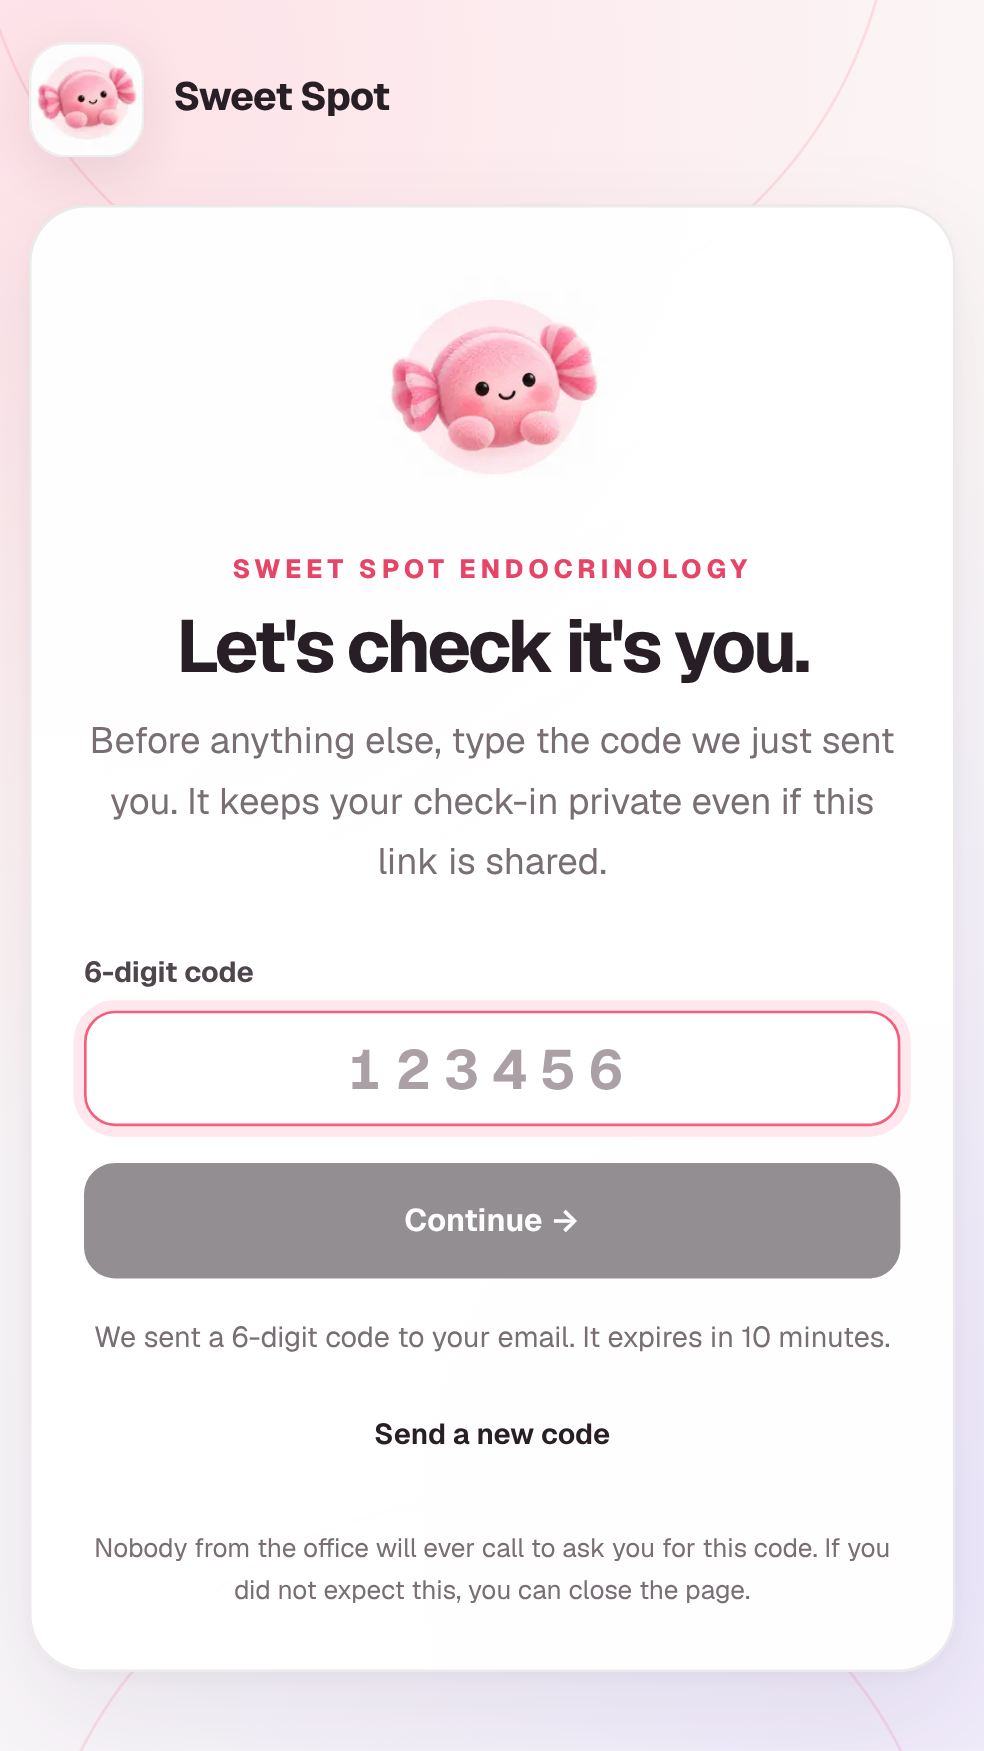 Sweet Spot
SWEET SPOT ENDOCRINOLOGY
Let's check it's you.
Before anything else, type the code we just sent
you. It keeps your check-in private even if this
link is shared.
6-digit code
123456
Continue →
We sent a 6-digit code to your email. It expires in 10 minutes.
Send a new code
Nobody from the office will ever call to ask you for this code. If you
did not expect this, you can close the page.